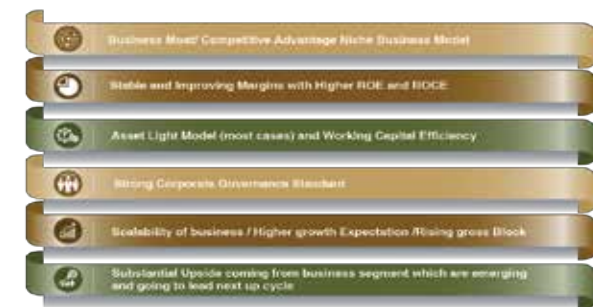 Business Moat/ Competitive Advantage Niche Business Model
Stable and Improving Margins with Higher ROE and ROCE
Asset Light Model (most cases) and Working Capital Efficiency
Strong Corporate Governance Standard
Scalability of business / Higher growth Expectation /Rising gross Block
Substantial Upside coming from business segment which are emerging
and going to lead next up cycle